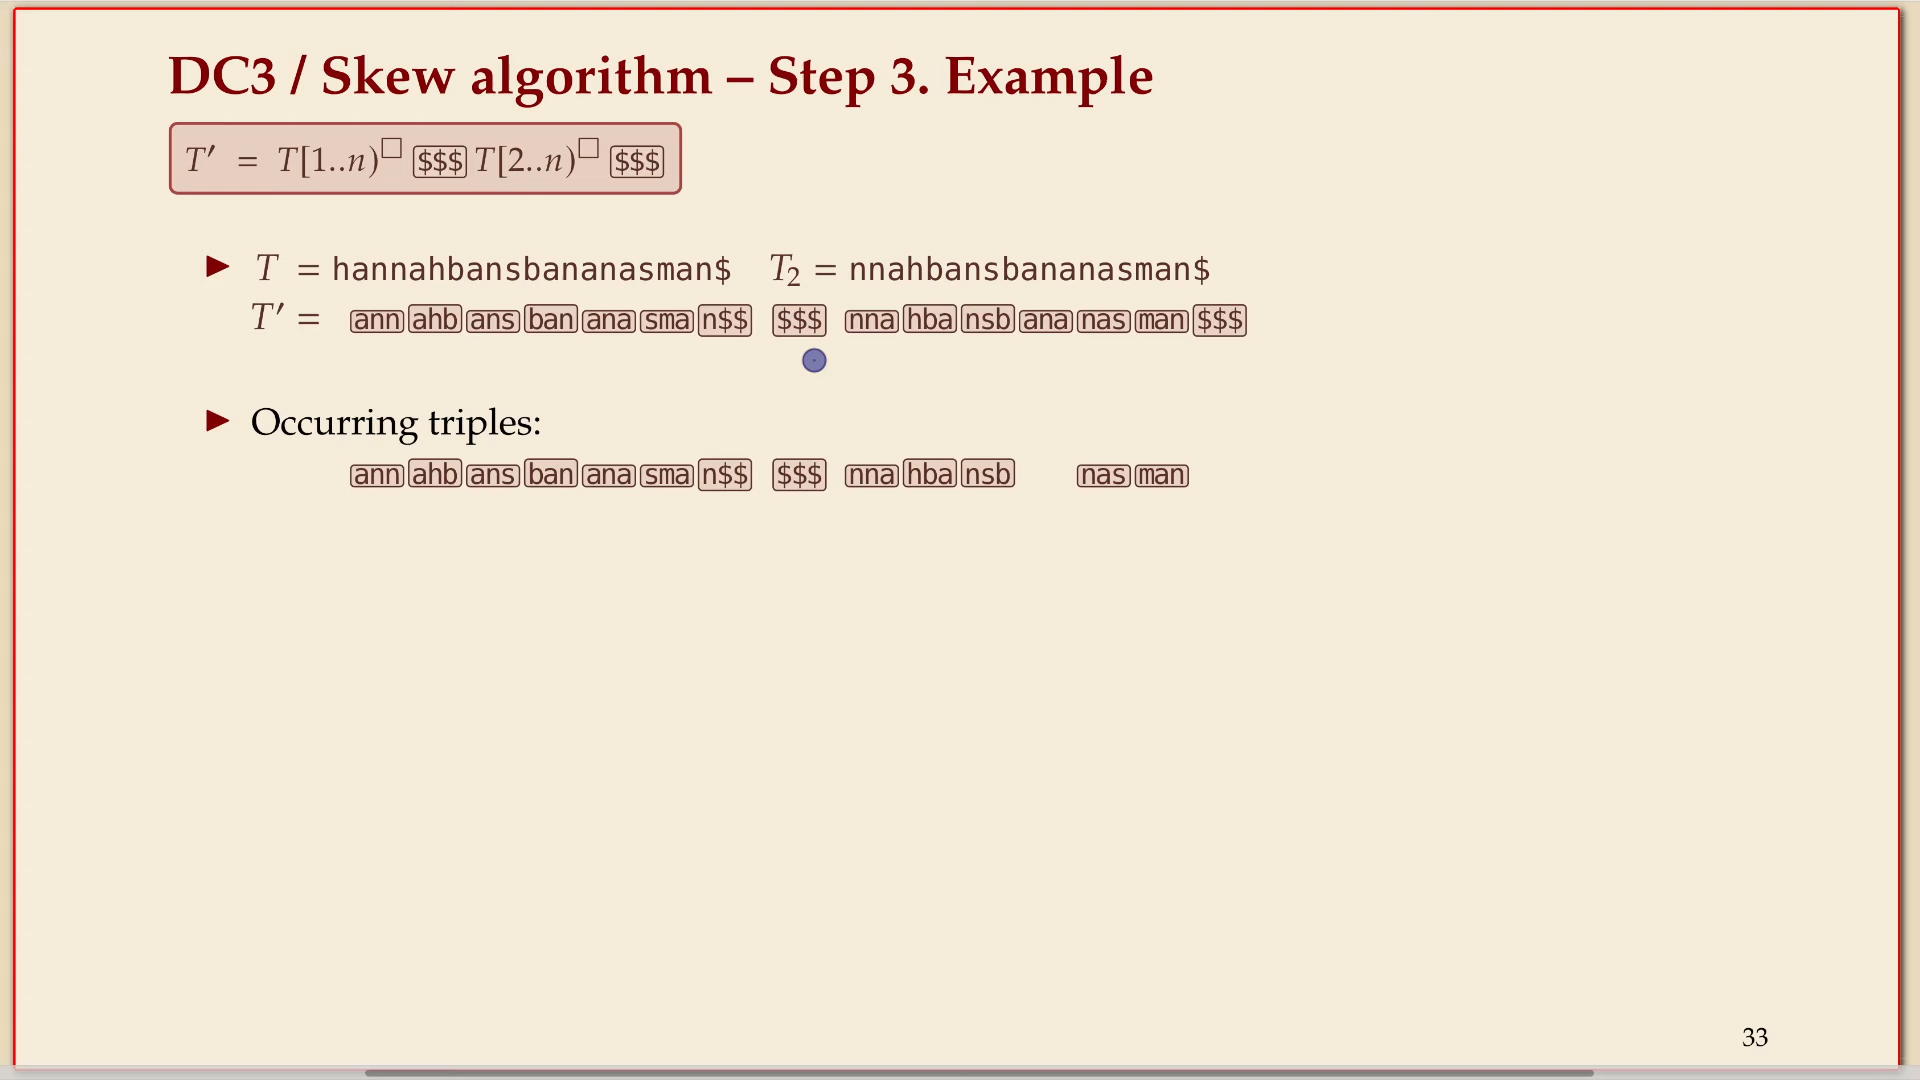 DC3 / Skew algorithm – Step 3. Example
T′ = T[1..n)□ $$$ T[2..n)□ $$$
▶ T = hannahbansbananasman$ T₂ = nnahbansbananasman$
T′ = ann ahb ans ban ana sma n$$ $$$ nna hba nsb ana nas man $$$
▶ Occurring triples:
ann ahb ans ban ana sma n$$ $$$ nna hba nsb nas man
33